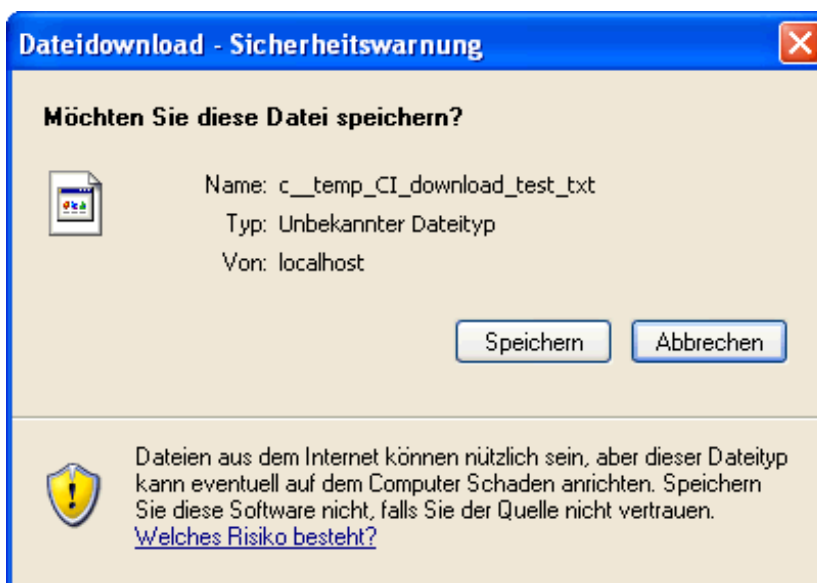 Dateidownload - Sicherheitswarnung
Möchten Sie diese Datei speichern?
Name: c__temp_CI_download_test_txt
Typ: Unbekannter Dateityp
Von: localhost
Speichern Abbrechen
Dateien aus dem Internet können nützlich sein, aber dieser Dateityp
kann eventuell auf dem Computer Schaden anrichten. Speichern
Sie diese Software nicht, falls Sie der Quelle nicht vertrauen.
Welches Risiko besteht?